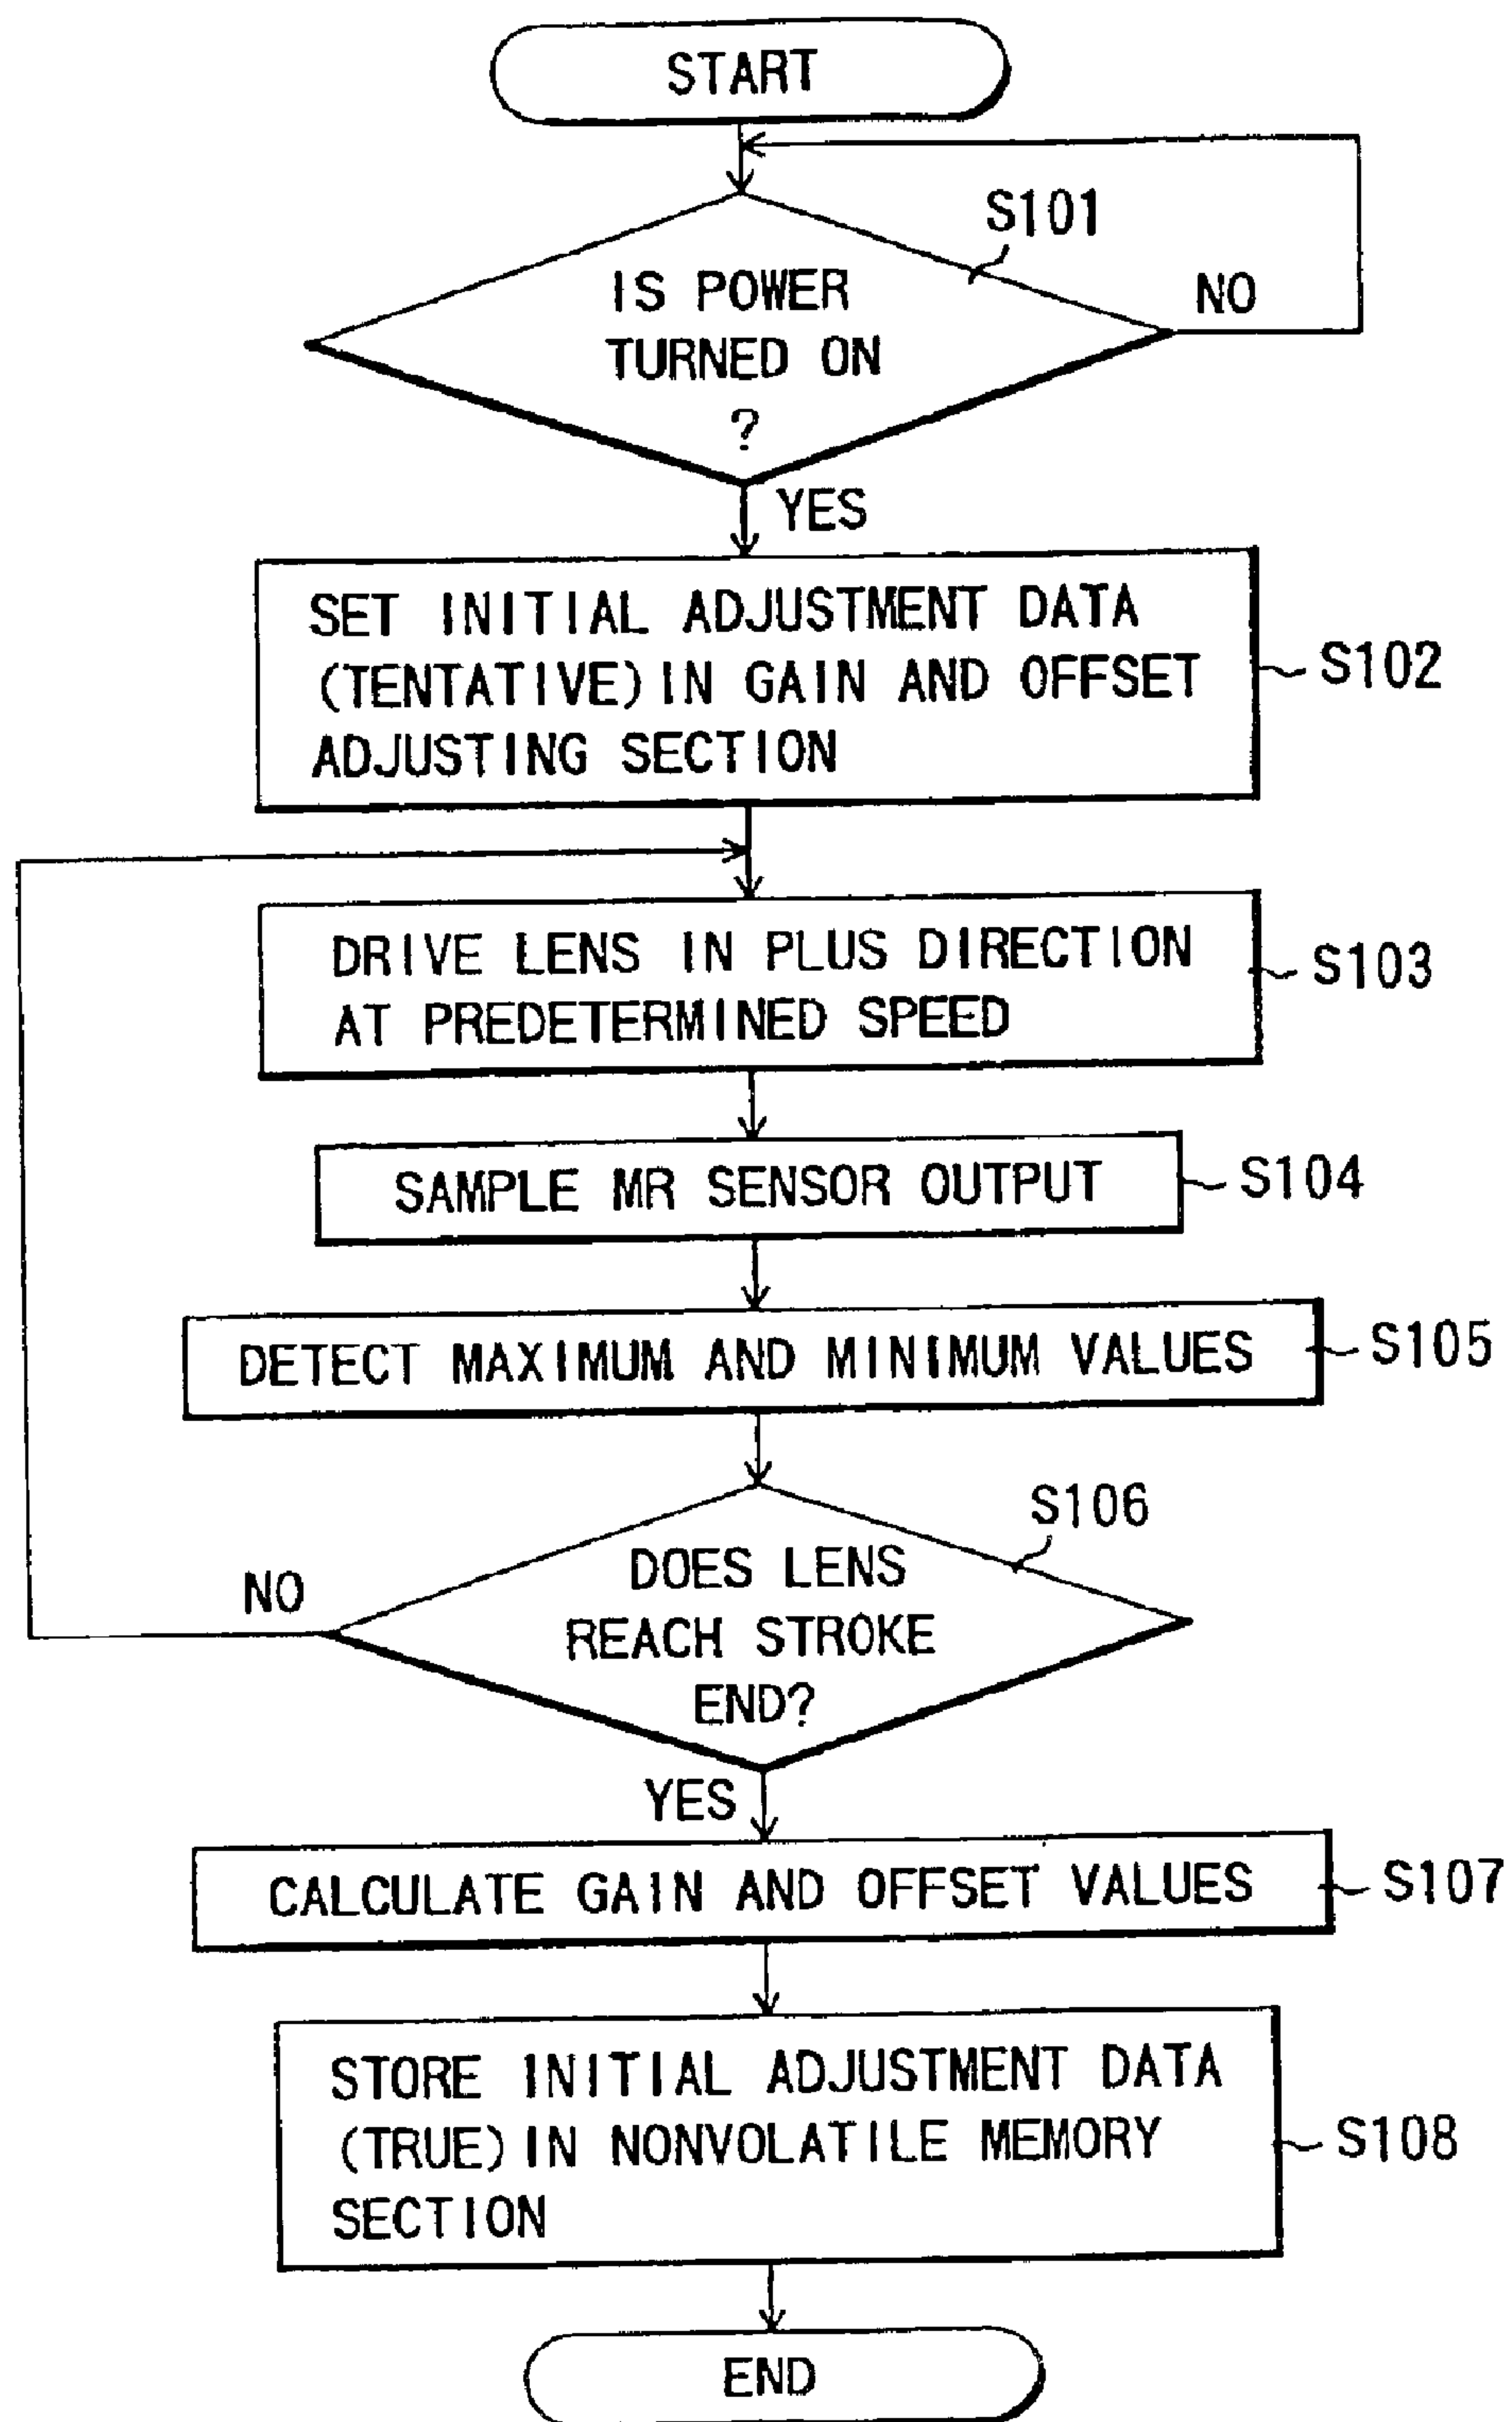 START
S101
IS POWER
TURNED ON
?
NO
YES
SET INITIAL ADJUSTMENT DATA
(TENTATIVE) IN GAIN AND OFFSET
ADJUSTING SECTION
S102
DRIVE LENS IN PLUS DIRECTION
AT PREDETERMINED SPEED
S103
SAMPLE MR SENSOR OUTPUT
S104
DETECT MAXIMUM AND MINIMUM VALUES
S105
S106
DOES LENS
REACH STROKE
END?
NO
YES
CALCULATE GAIN AND OFFSET VALUES
S107
STORE INITIAL ADJUSTMENT DATA
(TRUE) IN NONVOLATILE MEMORY
SECTION
S108
END